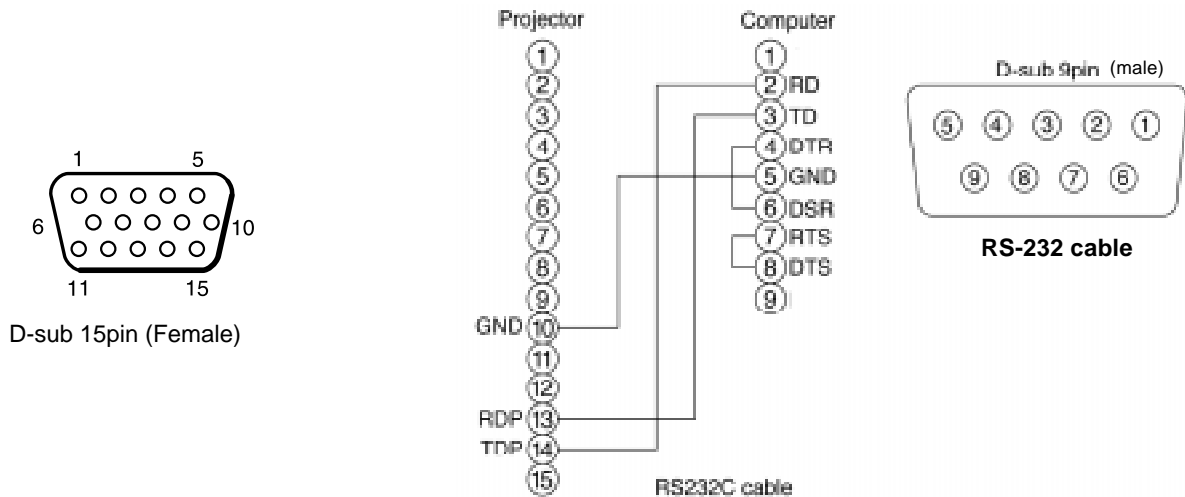 1 5
6 10
11 15
D-sub 15pin (Female)
Projector
1
2
3
4
5
6
7
8
9
GND 10
11
12
RDP 13
TDP 14
15
Computer
1
2 RD
3 TD
4 DTR
5 GND
6 DSR
7 RTS
8 DTS
9
RS232C cable
D-sub 9pin (male)
5 4 3 2 1
9 8 7 6
RS-232 cable